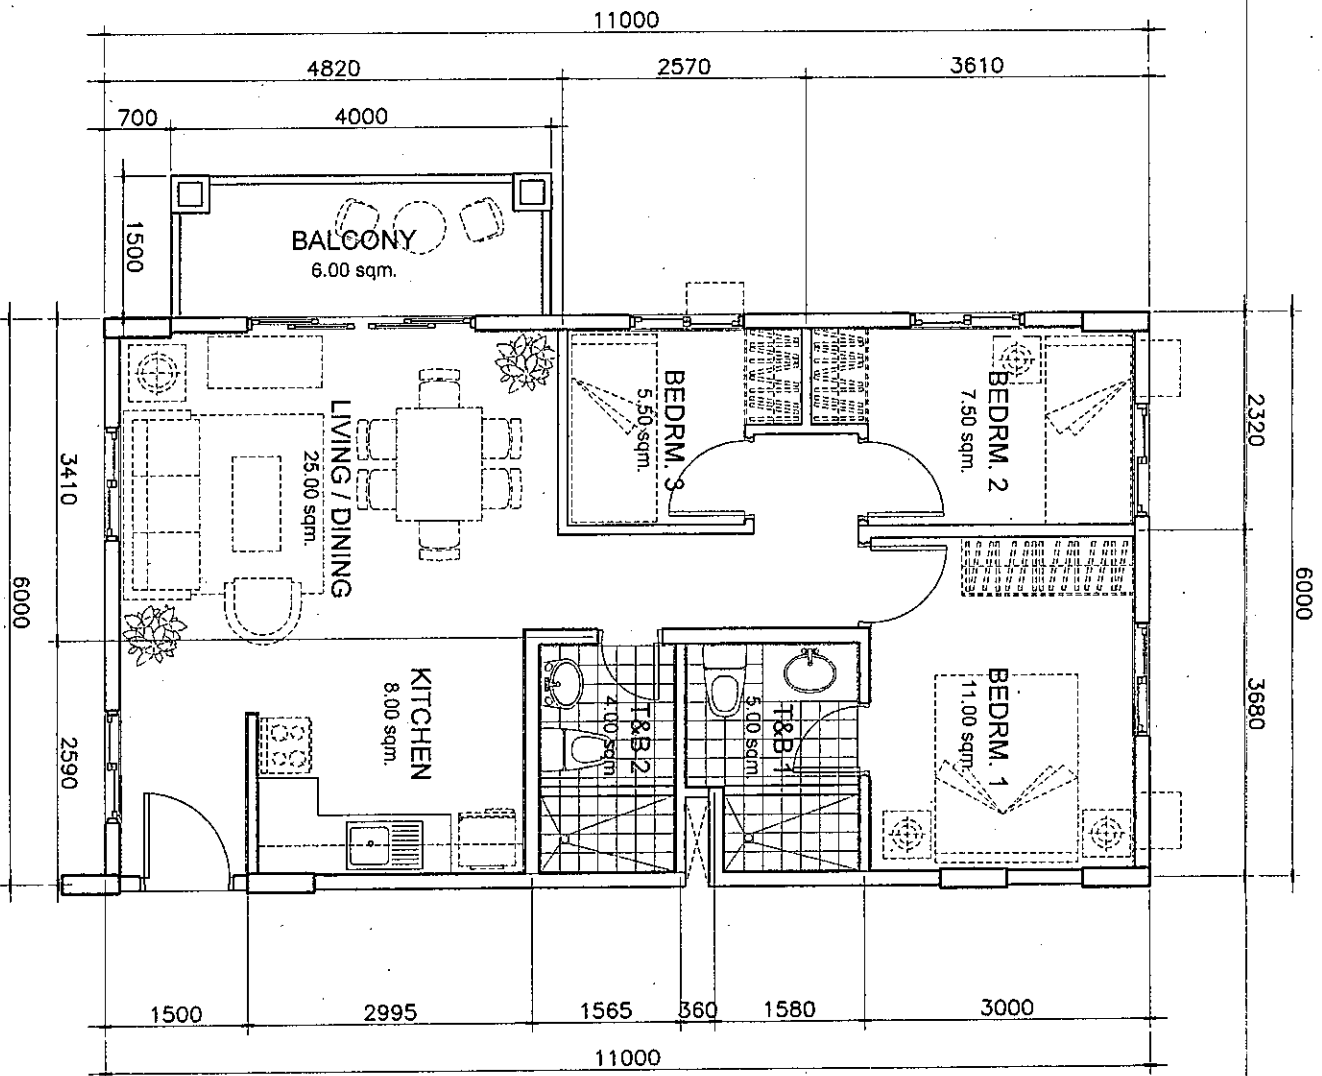 11000
4820
2570
3610
700
4000
1500
BALCONY
6.00 sqm.
LIVING / DINING
25.00 sqm.
BEDRM. 3
5.50 sqm.
BEDRM. 2
7.50 sqm.
3410
2320
6000
6000
KITCHEN
8.00 sqm.
T&B 2
4.00 sqm
T&B 1
5.00 sqm
BEDRM. 1
11.00 sqm.
2590
3680
1500
2995
1565
360
1580
3000
11000